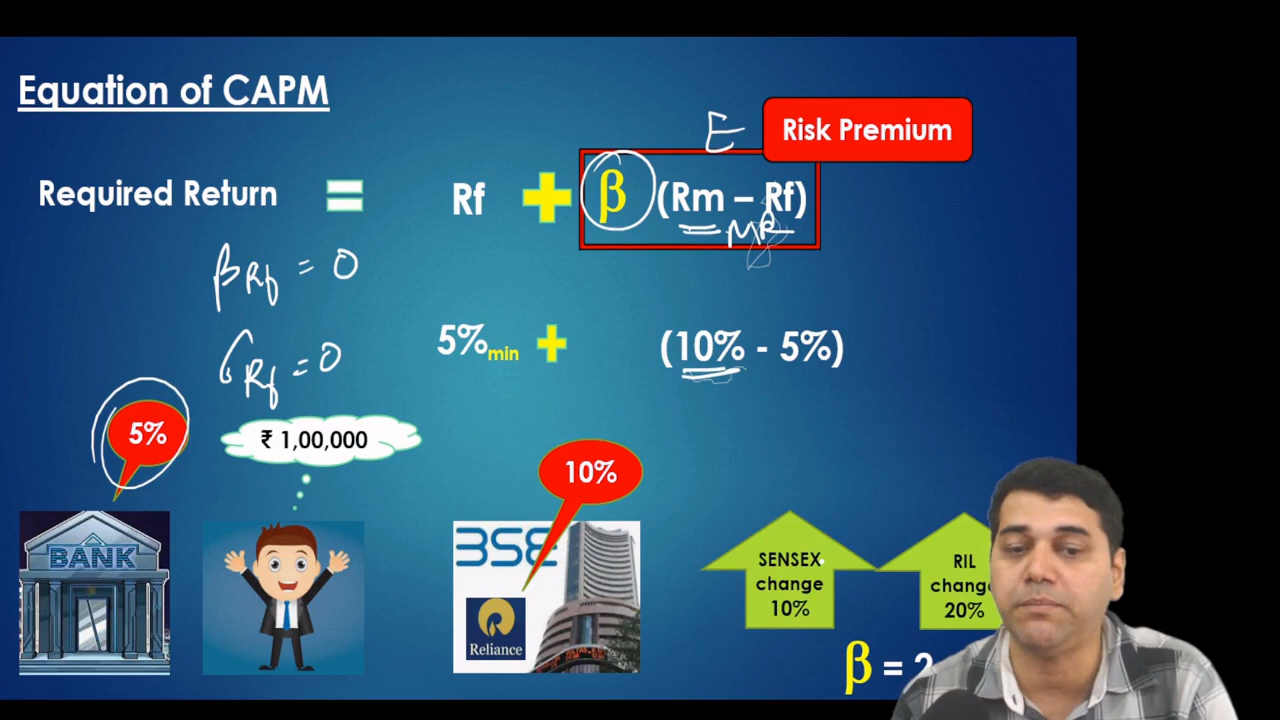 Equation of CAPM
E
Risk Premium
Required Return = Rf + β (Rm – Rf)
MR
βRf = 0
5%min + (10% - 5%)
σRf = 0
5%
₹ 1,00,000
10%
BANK
BSE
Reliance
SENSEX
change
10%
RIL
change
20%
β = 2